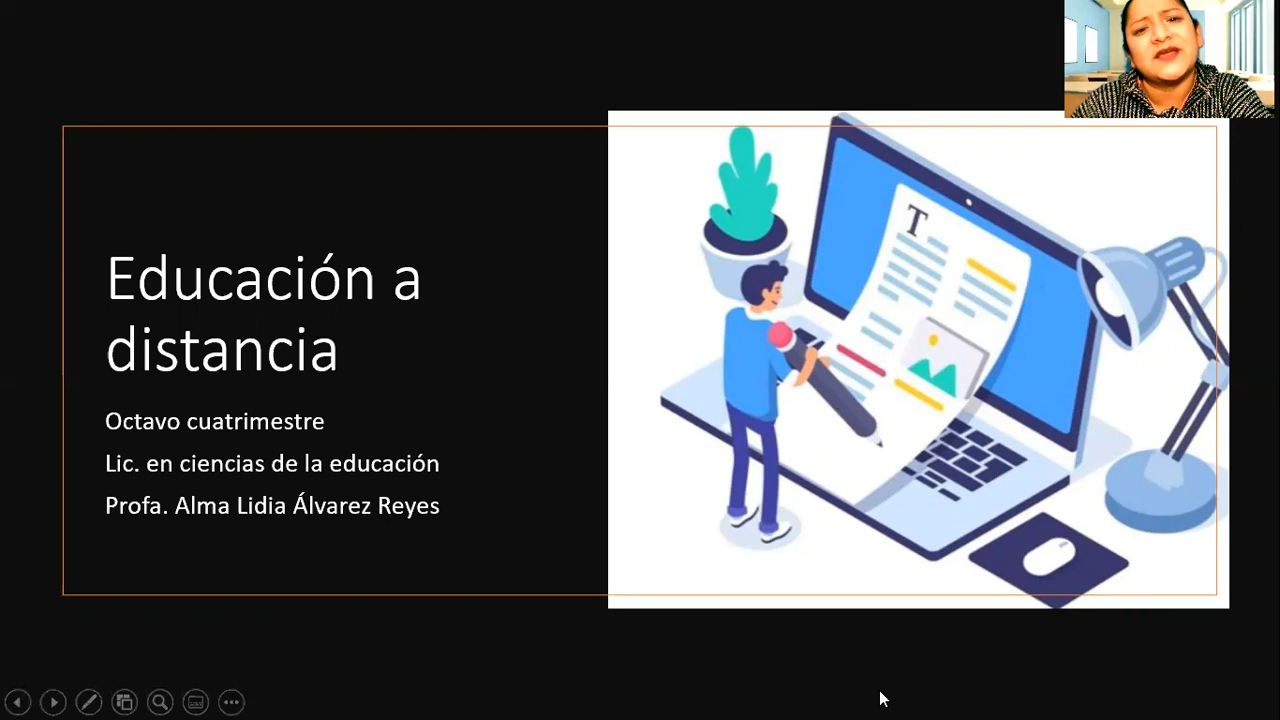 Educación a
distancia
Octavo cuatrimestre
Lic. en ciencias de la educación
Profa. Alma Lidia Álvarez Reyes
T